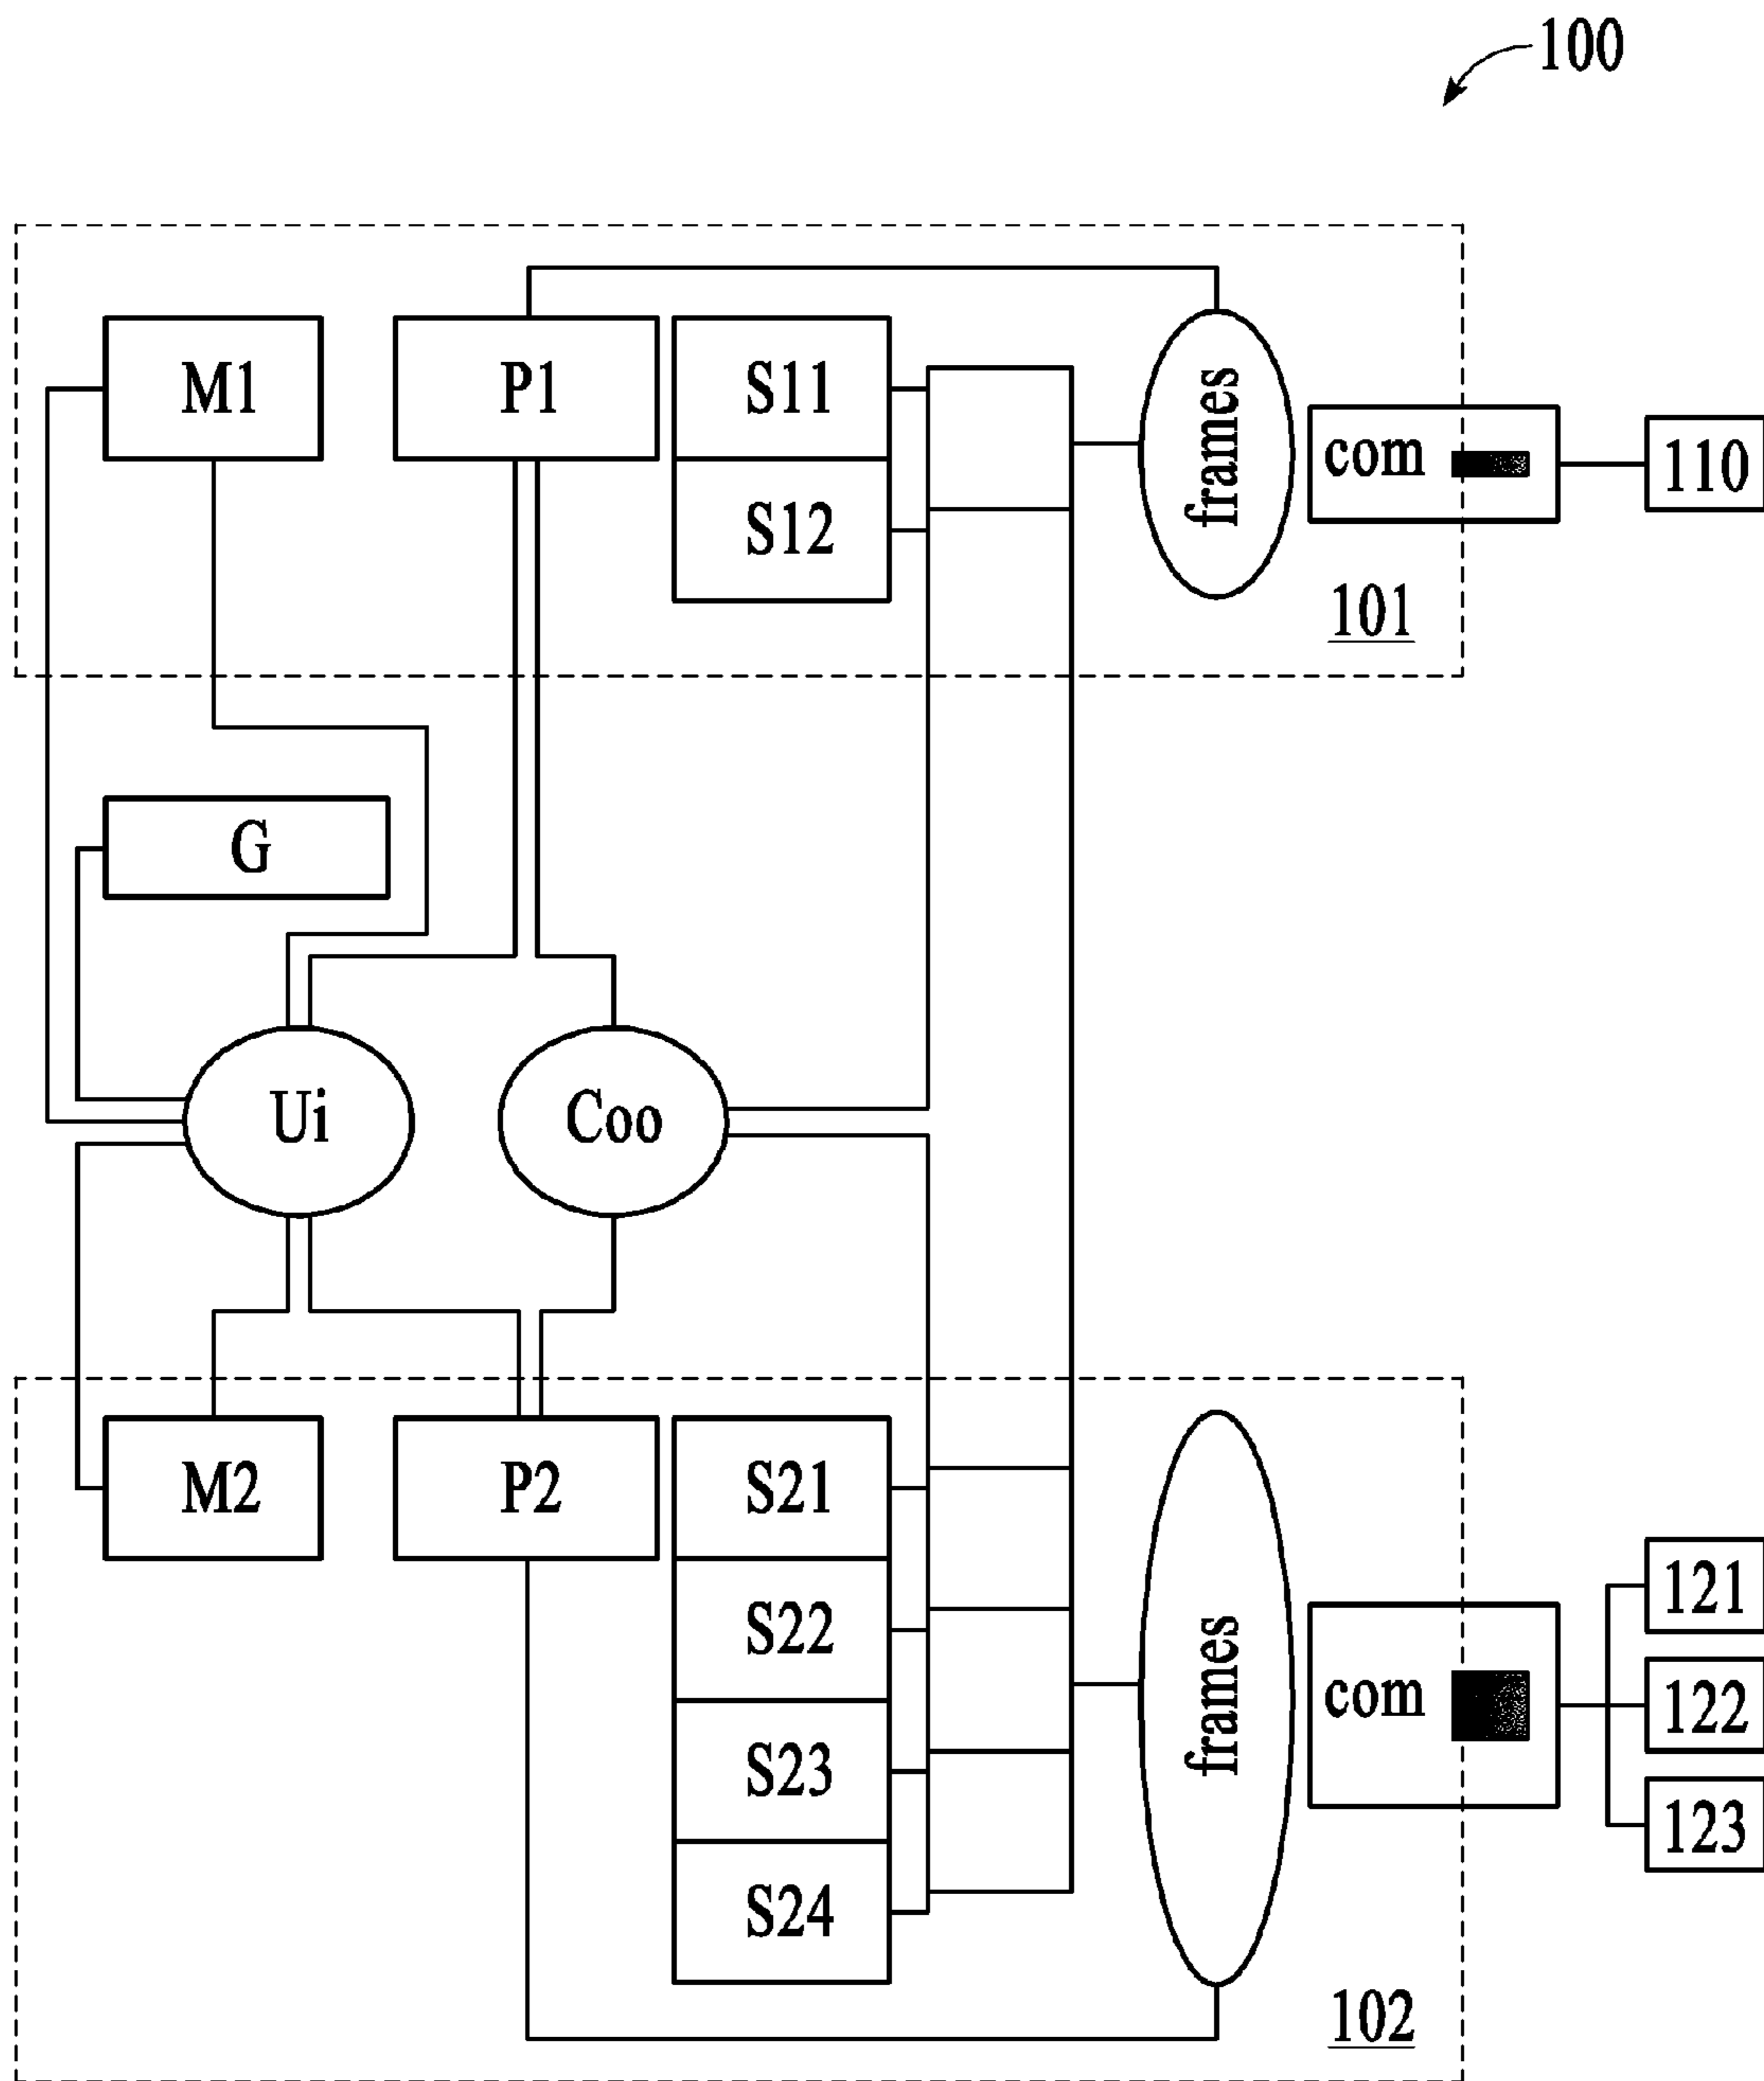 100
M1
P1
S11
S12
frames
com
110
101
G
Ui
Coo
M2
P2
S21
S22
S23
S24
frames
com
121
122
123
102